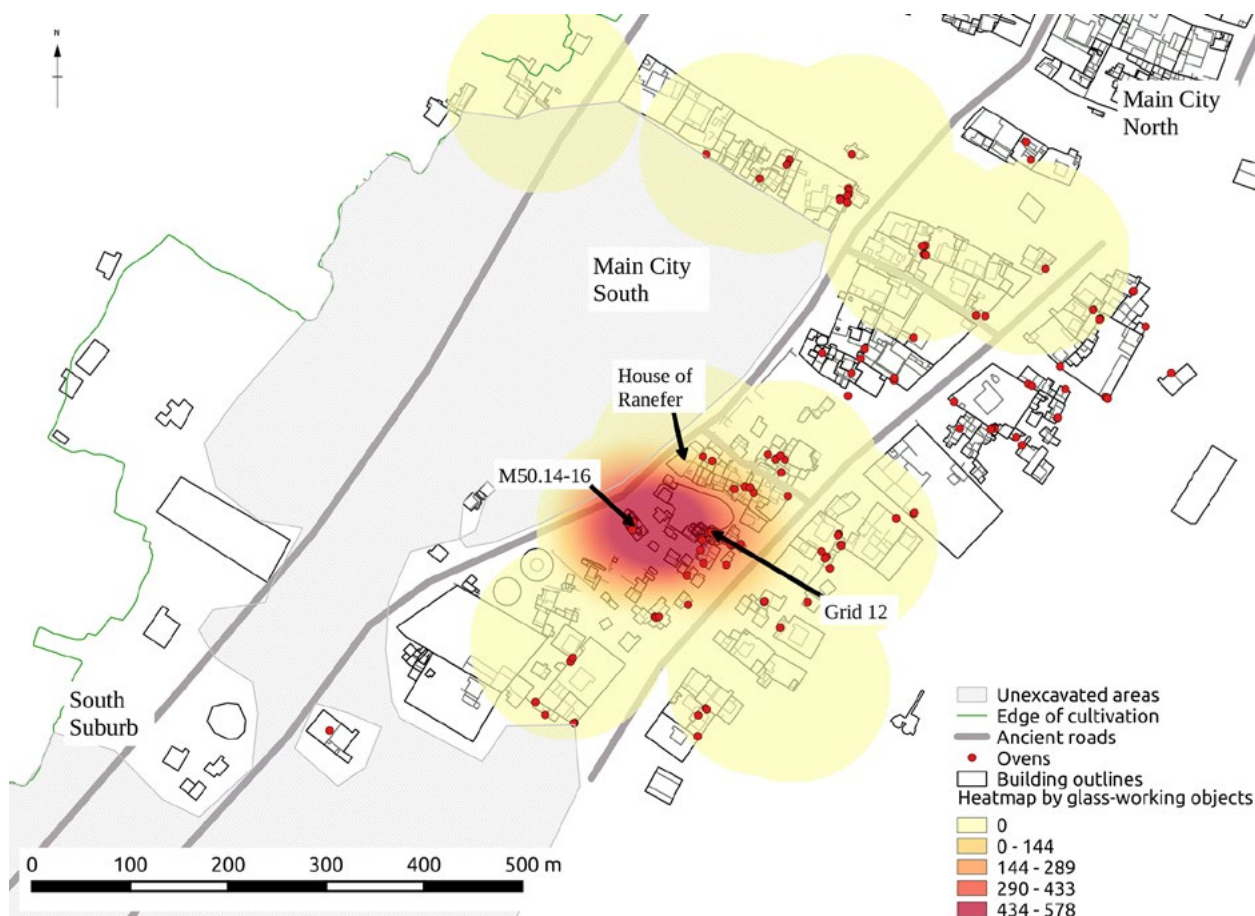 N
Main City
North
Main City
South
House of
Ranefer
M50.14-16
Grid 12
South
Suburb
Unexcavated areas
Edge of cultivation
Ancient roads
Ovens
Building outlines
Heatmap by glass-working objects
0
0 - 144
144 - 289
290 - 433
434 - 578
0 100 200 300 400 500 m